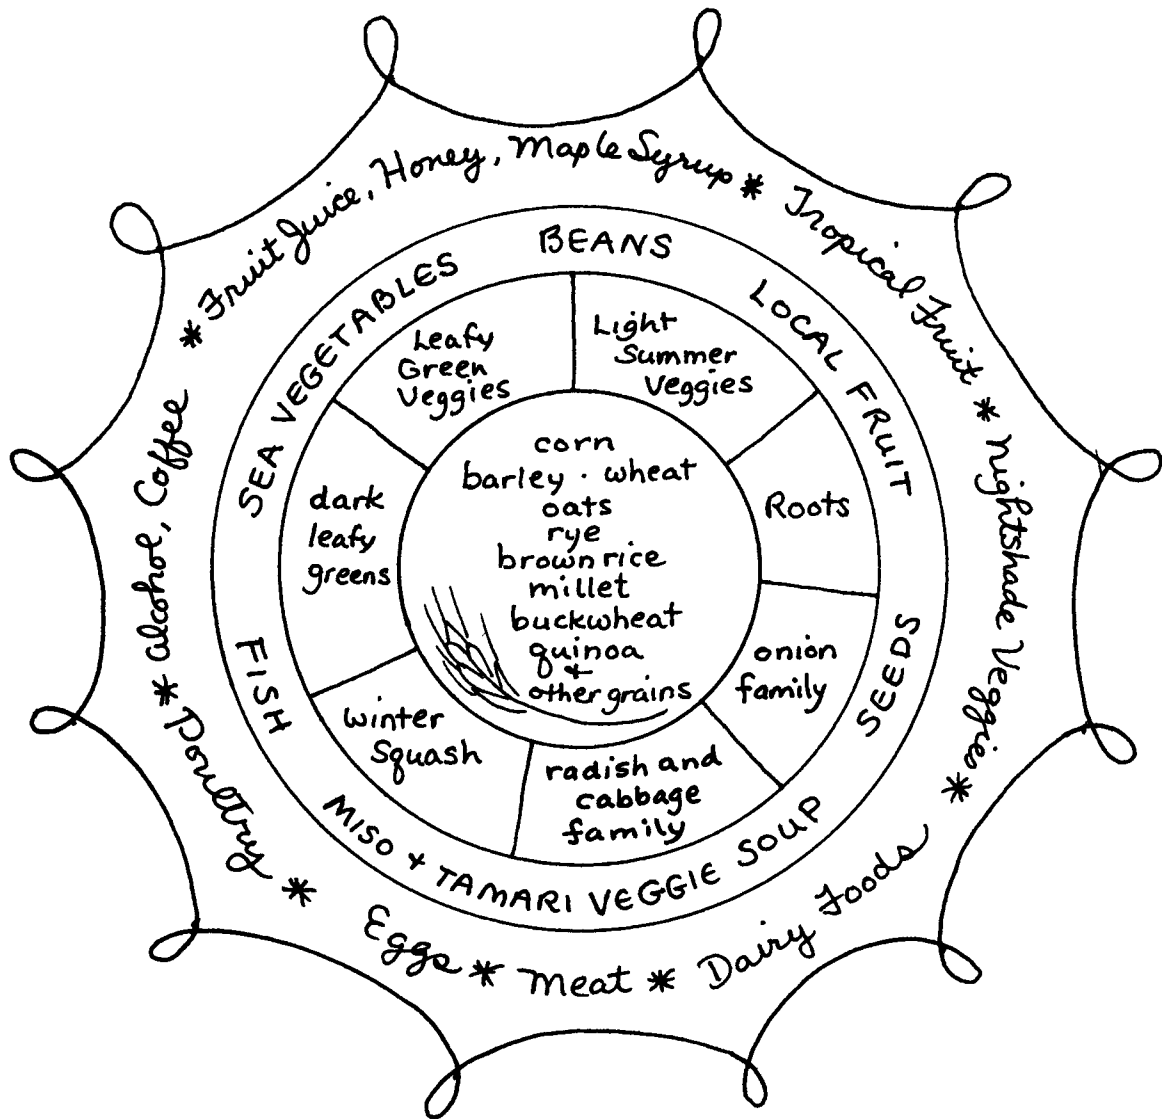 * Fruit Juice, Honey, Maple Syrup * Tropical Fruit * Nightshade Veggies *
Dairy Foods
* Meat *
Eggs
* Poultry
* Alcohol, Coffee
SEA VEGETABLES
BEANS
LOCAL FRUIT
SEEDS
MISO + TAMARI VEGGIE SOUP
FISH
Leafy
Green
Veggies
Light
Summer
Veggies
Roots
onion
family
radish and
cabbage
family
winter
Squash
dark
leafy
greens
corn
barley · wheat
oats
rye
brown rice
millet
buckwheat
quinoa
&
other grains